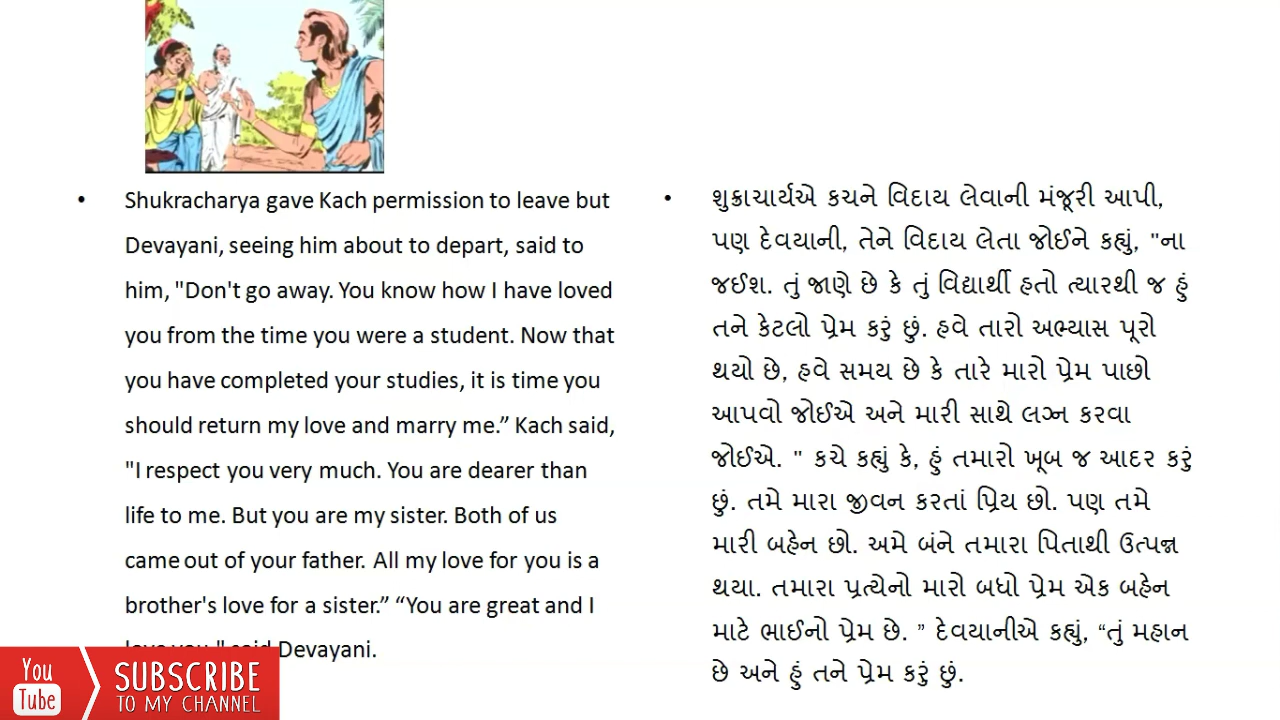 • Shukracharya gave Kach permission to leave but
Devayani, seeing him about to depart, said to
him, "Don't go away. You know how I have loved
you from the time you were a student. Now that
you have completed your studies, it is time you
should return my love and marry me.” Kach said,
"I respect you very much. You are dearer than
life to me. But you are my sister. Both of us
came out of your father. All my love for you is a
brother's love for a sister.” “You are great and I
love you," said Devayani.
• શુક્રાચાર્યએ કચને વિદાય લેવાની મંજૂરી આપી,
પણ દેવયાની, તેને વિદાય લેતા જોઈને કહ્યું, "ના
જઈશ. તું જાણે છે કે તું વિદ્યાર્થી હતો ત્યારથી જ હું
તને કેટલો પ્રેમ કરું છું. હવે તારો અભ્યાસ પૂરો
થયો છે, હવે સમય છે કે તારે મારો પ્રેમ પાછો
આપવો જોઈએ અને મારી સાથે લગ્ન કરવા
જોઈએ. " કચે કહ્યું કે, હું તમારો ખૂબ જ આદર કરું
છું. તમે મારા જીવન કરતાં પ્રિય છો. પણ તમે
મારી બહેન છો. અમે બંને તમારા પિતાથી ઉત્પન્ન
થયા. તમારા પ્રત્યેનો મારો બધો પ્રેમ એક બહેન
માટે ભાઈનો પ્રેમ છે. ” દેવયાનીએ કહ્યું, “તું મહાન
છે અને હું તને પ્રેમ કરું છું.
You
Tube
SUBSCRIBE
TO MY CHANNEL